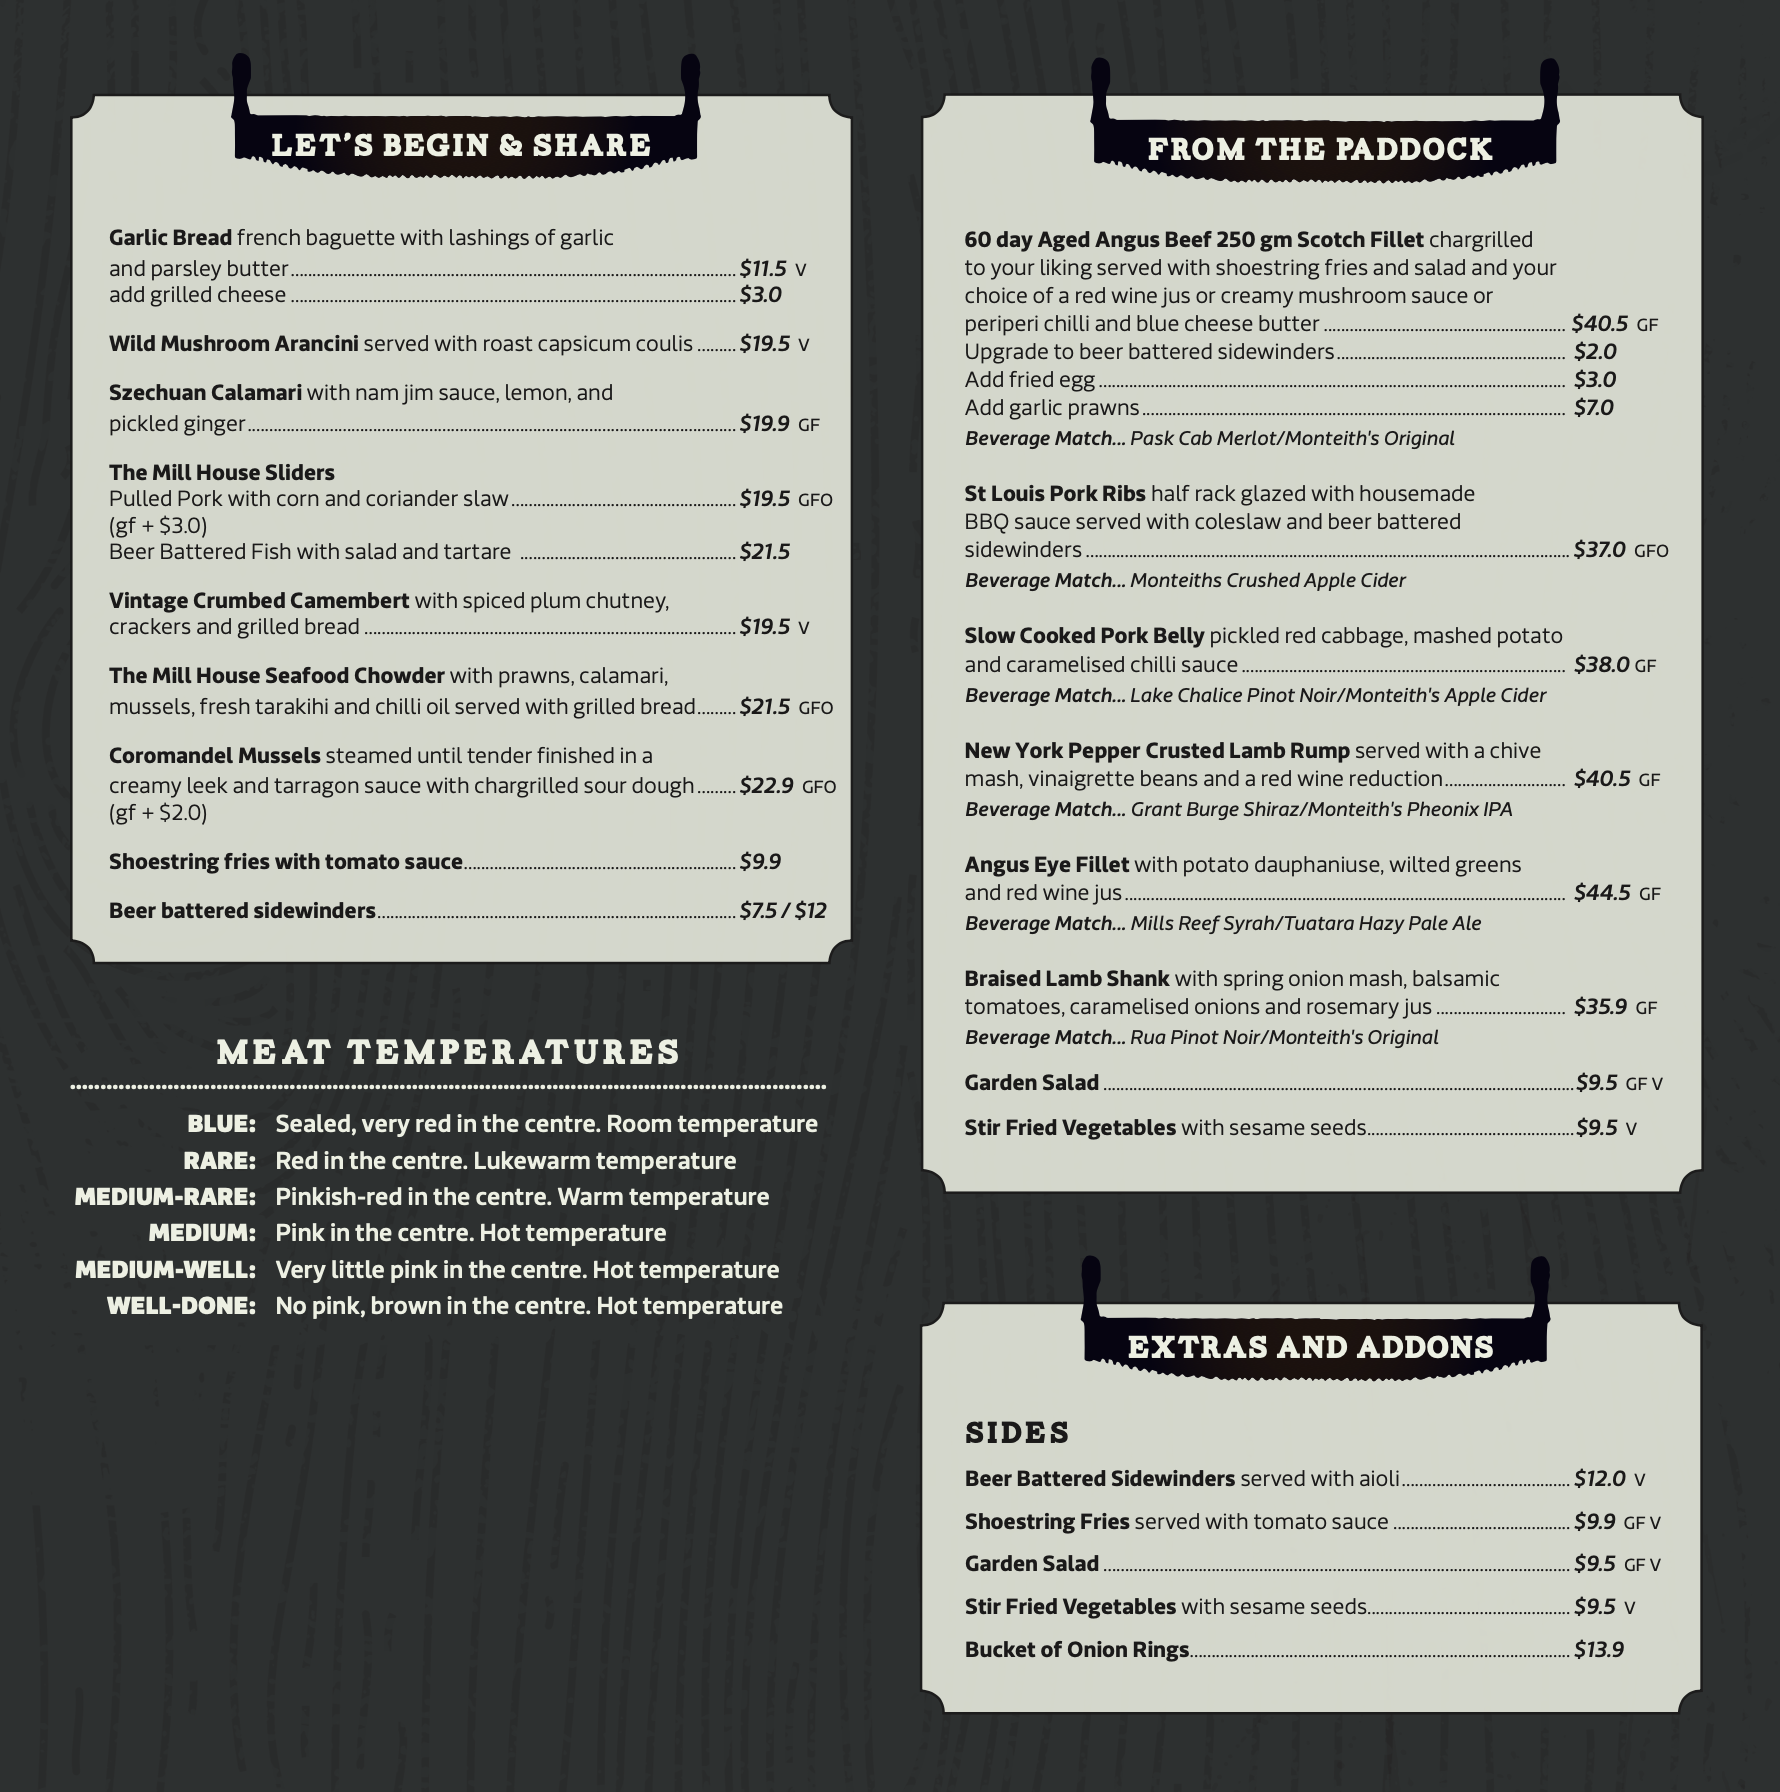 LET'S BEGIN & SHARE
Garlic Bread french baguette with lashings of garlic
and parsley butter $11.5 V
add grilled cheese $3.0
Wild Mushroom Arancini served with roast capsicum coulis $19.5 V
Szechuan Calamari with nam jim sauce, lemon, and
pickled ginger $19.9 GF
The Mill House Sliders
Pulled Pork with corn and coriander slaw $19.5 GFO
(gf + $3.0)
Beer Battered Fish with salad and tartare $21.5
Vintage Crumbed Camembert with spiced plum chutney,
crackers and grilled bread $19.5 V
The Mill House Seafood Chowder with prawns, calamari,
mussels, fresh tarakihi and chilli oil served with grilled bread $21.5 GFO
Coromandel Mussels steamed until tender finished in a
creamy leek and tarragon sauce with chargrilled sour dough $22.9 GFO
(gf + $2.0)
Shoestring fries with tomato sauce $9.9
Beer battered sidewinders $7.5 / $12
MEAT TEMPERATURES
BLUE: Sealed, very red in the centre. Room temperature
RARE: Red in the centre. Lukewarm temperature
MEDIUM-RARE: Pinkish-red in the centre. Warm temperature
MEDIUM: Pink in the centre. Hot temperature
MEDIUM-WELL: Very little pink in the centre. Hot temperature
WELL-DONE: No pink, brown in the centre. Hot temperature
FROM THE PADDOCK
60 day Aged Angus Beef 250 gm Scotch Fillet chargrilled
to your liking served with shoestring fries and salad and your
choice of a red wine jus or creamy mushroom sauce or
periperi chilli and blue cheese butter $40.5 GF
Upgrade to beer battered sidewinders $2.0
Add fried egg $3.0
Add garlic prawns $7.0
Beverage Match... Pask Cab Merlot/Monteith's Original
St Louis Pork Ribs half rack glazed with housemade
BBQ sauce served with coleslaw and beer battered
sidewinders $37.0 GFO
Beverage Match... Monteiths Crushed Apple Cider
Slow Cooked Pork Belly pickled red cabbage, mashed potato
and caramelised chilli sauce $38.0 GF
Beverage Match... Lake Chalice Pinot Noir/Monteith's Apple Cider
New York Pepper Crusted Lamb Rump served with a chive
mash, vinaigrette beans and a red wine reduction $40.5 GF
Beverage Match... Grant Burge Shiraz/Monteith's Pheonix IPA
Angus Eye Fillet with potato dauphaniuse, wilted greens
and red wine jus $44.5 GF
Beverage Match... Mills Reef Syrah/Tuatara Hazy Pale Ale
Braised Lamb Shank with spring onion mash, balsamic
tomatoes, caramelised onions and rosemary jus $35.9 GF
Beverage Match... Rua Pinot Noir/Monteith's Original
Garden Salad $9.5 GF V
Stir Fried Vegetables with sesame seeds $9.5 V
EXTRAS AND ADDONS
SIDES
Beer Battered Sidewinders served with aioli $12.0 V
Shoestring Fries served with tomato sauce $9.9 GF V
Garden Salad $9.5 GF V
Stir Fried Vegetables with sesame seeds $9.5 V
Bucket of Onion Rings $13.9